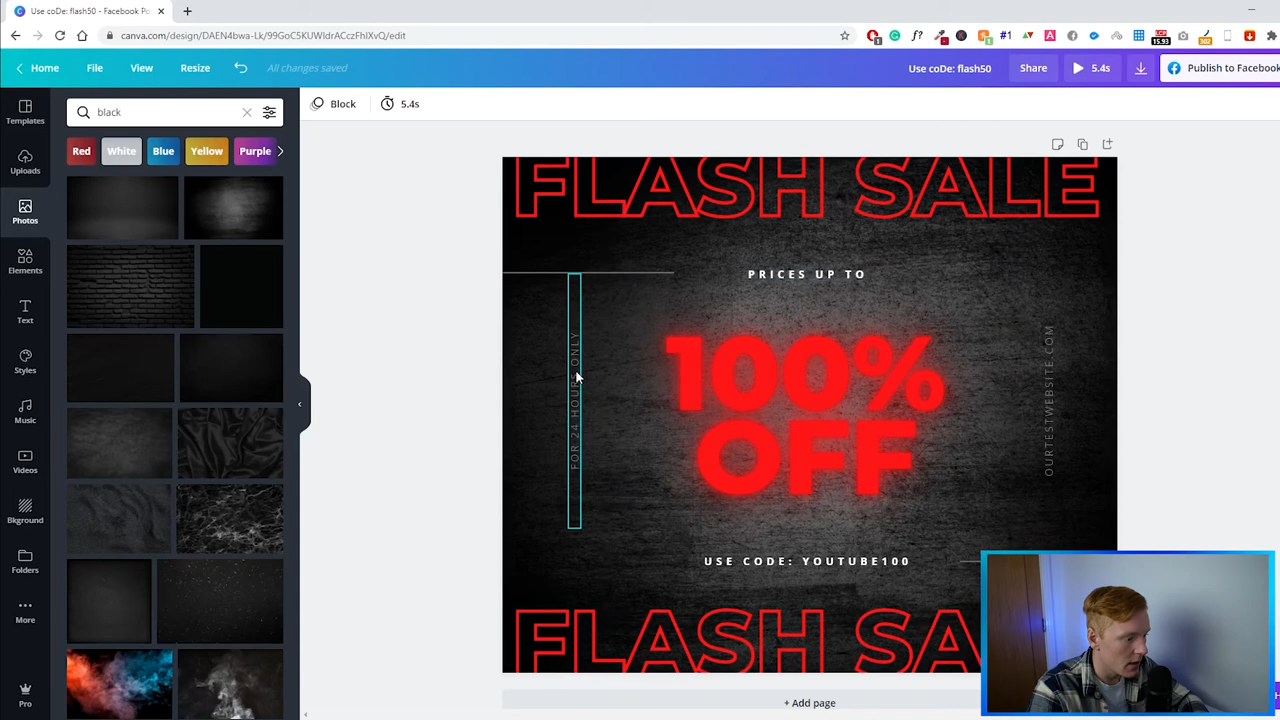 Use coDe: flash50 - Facebook Pos
canva.com/design/DAEN4bwa-Lk/99GoC5KUWIdrACczFhIXvQ/edit
Home File View Resize All changes saved Use coDe: flash50 Share 5.4s Publish to Facebook
Templates
Uploads
Photos
Elements
Text
Styles
Music
Videos
Bkground
Folders
More
Pro
black
Red White Blue Yellow Purple
Block 5.4s
FLASH SALE
PRICES UP TO
FOR 24 HOURS ONLY
100%
OFF
OURTESTWEBSITE.COM
USE CODE: YOUTUBE100
FLASH SA
+ Add page